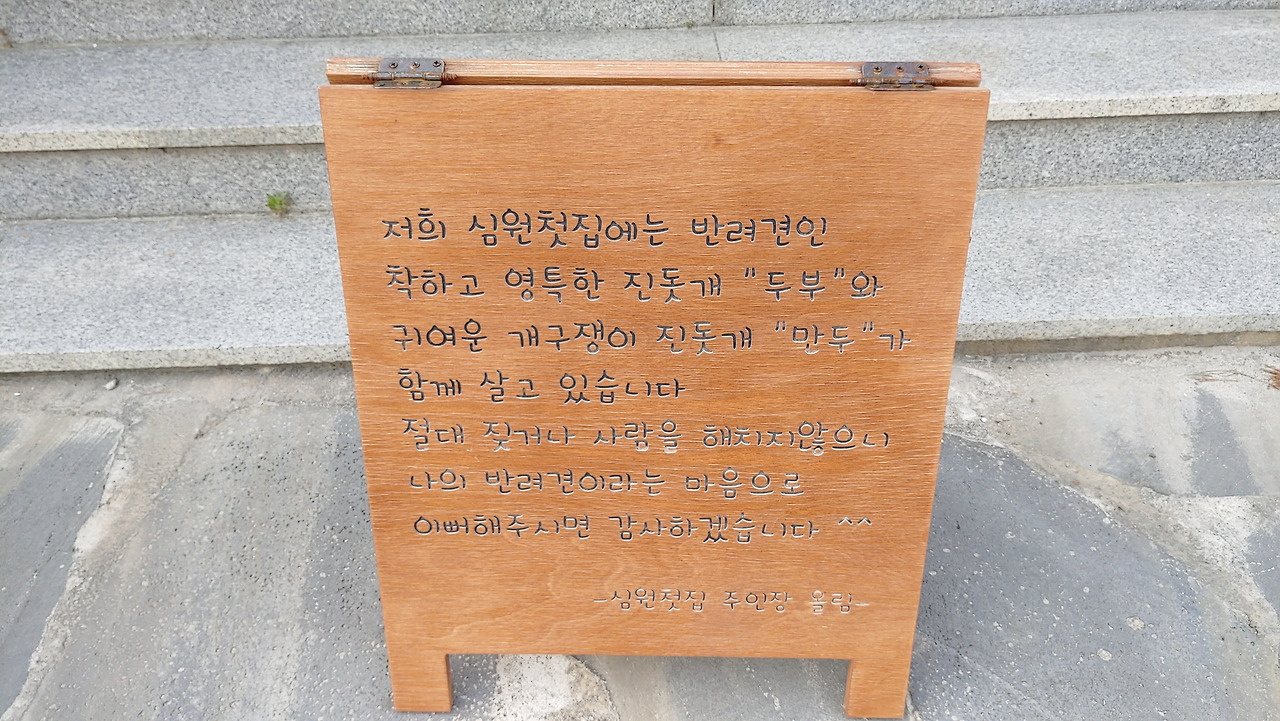 저희 심원첫집에는 반려견인
착하고 영특한 진돗개 "두부"와
귀여운 개구쟁이 진돗개 "만두"가
함께 살고 있습니다
절대 짖거나 사람을 해치지않으니
나의 반려견이라는 마음으로
이뻐해주시면 감사하겠습니다 ^^
-심원첫집 주인장 올림-